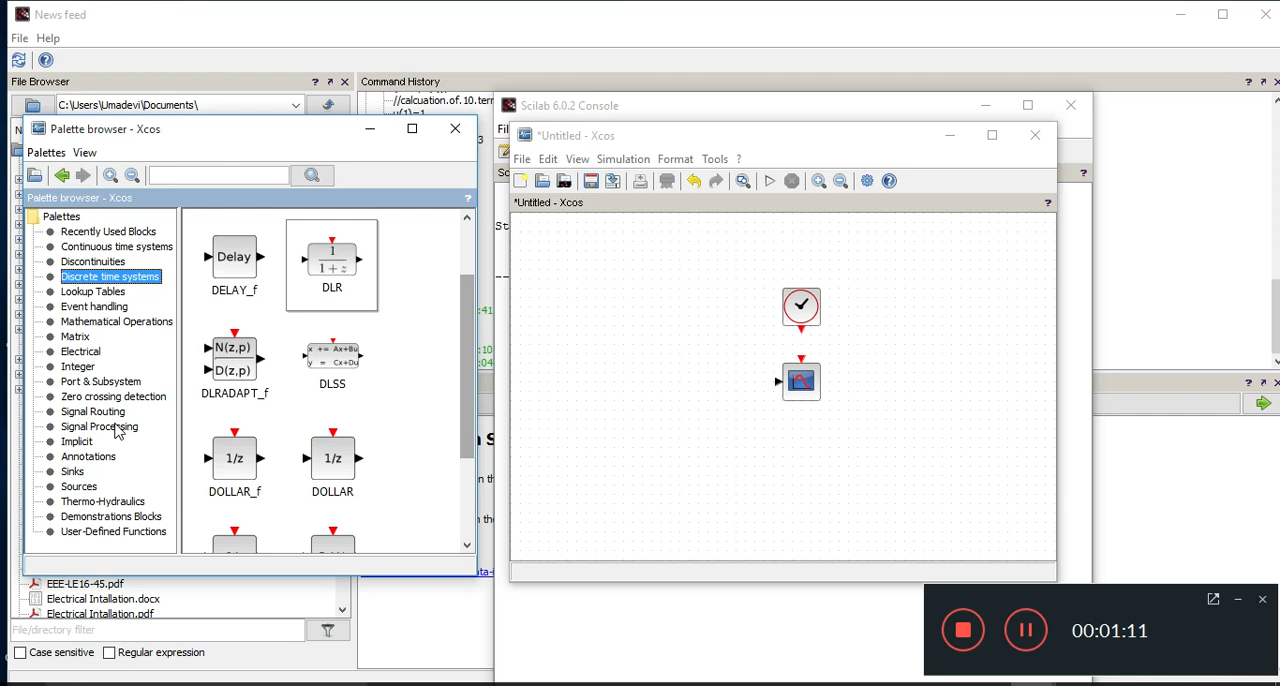 News feed
File Help
File Browser
Command History
C:\Users\Umadevi\Documents\
//calcuation.of.10.terr
Scilab 6.0.2 Console
Palette browser - Xcos
*Untitled - Xcos
Palettes View
File Edit View Simulation Format Tools ?
Palette browser - Xcos
*Untitled - Xcos
Palettes
Recently Used Blocks
Continuous time systems
Discontinuities
Discrete time systems
Lookup Tables
Event handling
Mathematical Operations
Matrix
Electrical
Integer
Port & Subsystem
Zero crossing detection
Signal Routing
Signal Processing
Implicit
Annotations
Sinks
Sources
Thermo-Hydraulics
Demonstrations Blocks
User-Defined Functions
Delay
DELAY_f
1
1+z
DLR
N(z,p)
D(z,p)
DLRADAPT_f
x += Ax+Bu
y = Cx+Du
DLSS
1/z
DOLLAR_f
1/z
DOLLAR
EEE-LE16-45.pdf
Electrical Intallation.docx
Electrical Intallation.pdf
File/directory filter
Case sensitive Regular expression
00:01:11